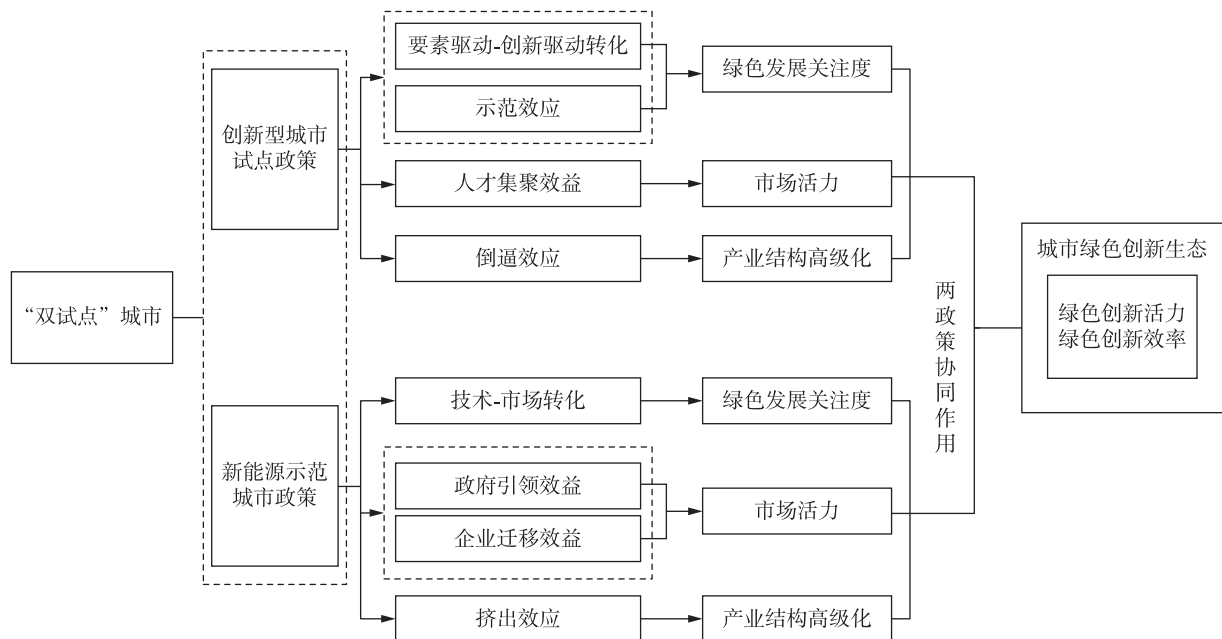 “双试点”城市
创新型城市
试点政策
新能源示范
城市政策
要素驱动-创新驱动转化
示范效应
人才集聚效益
倒逼效应
技术-市场转化
政府引领效益
企业迁移效益
挤出效应
绿色发展关注度
市场活力
产业结构高级化
绿色发展关注度
市场活力
产业结构高级化
两政策协同作用
城市绿色创新生态
绿色创新活力
绿色创新效率